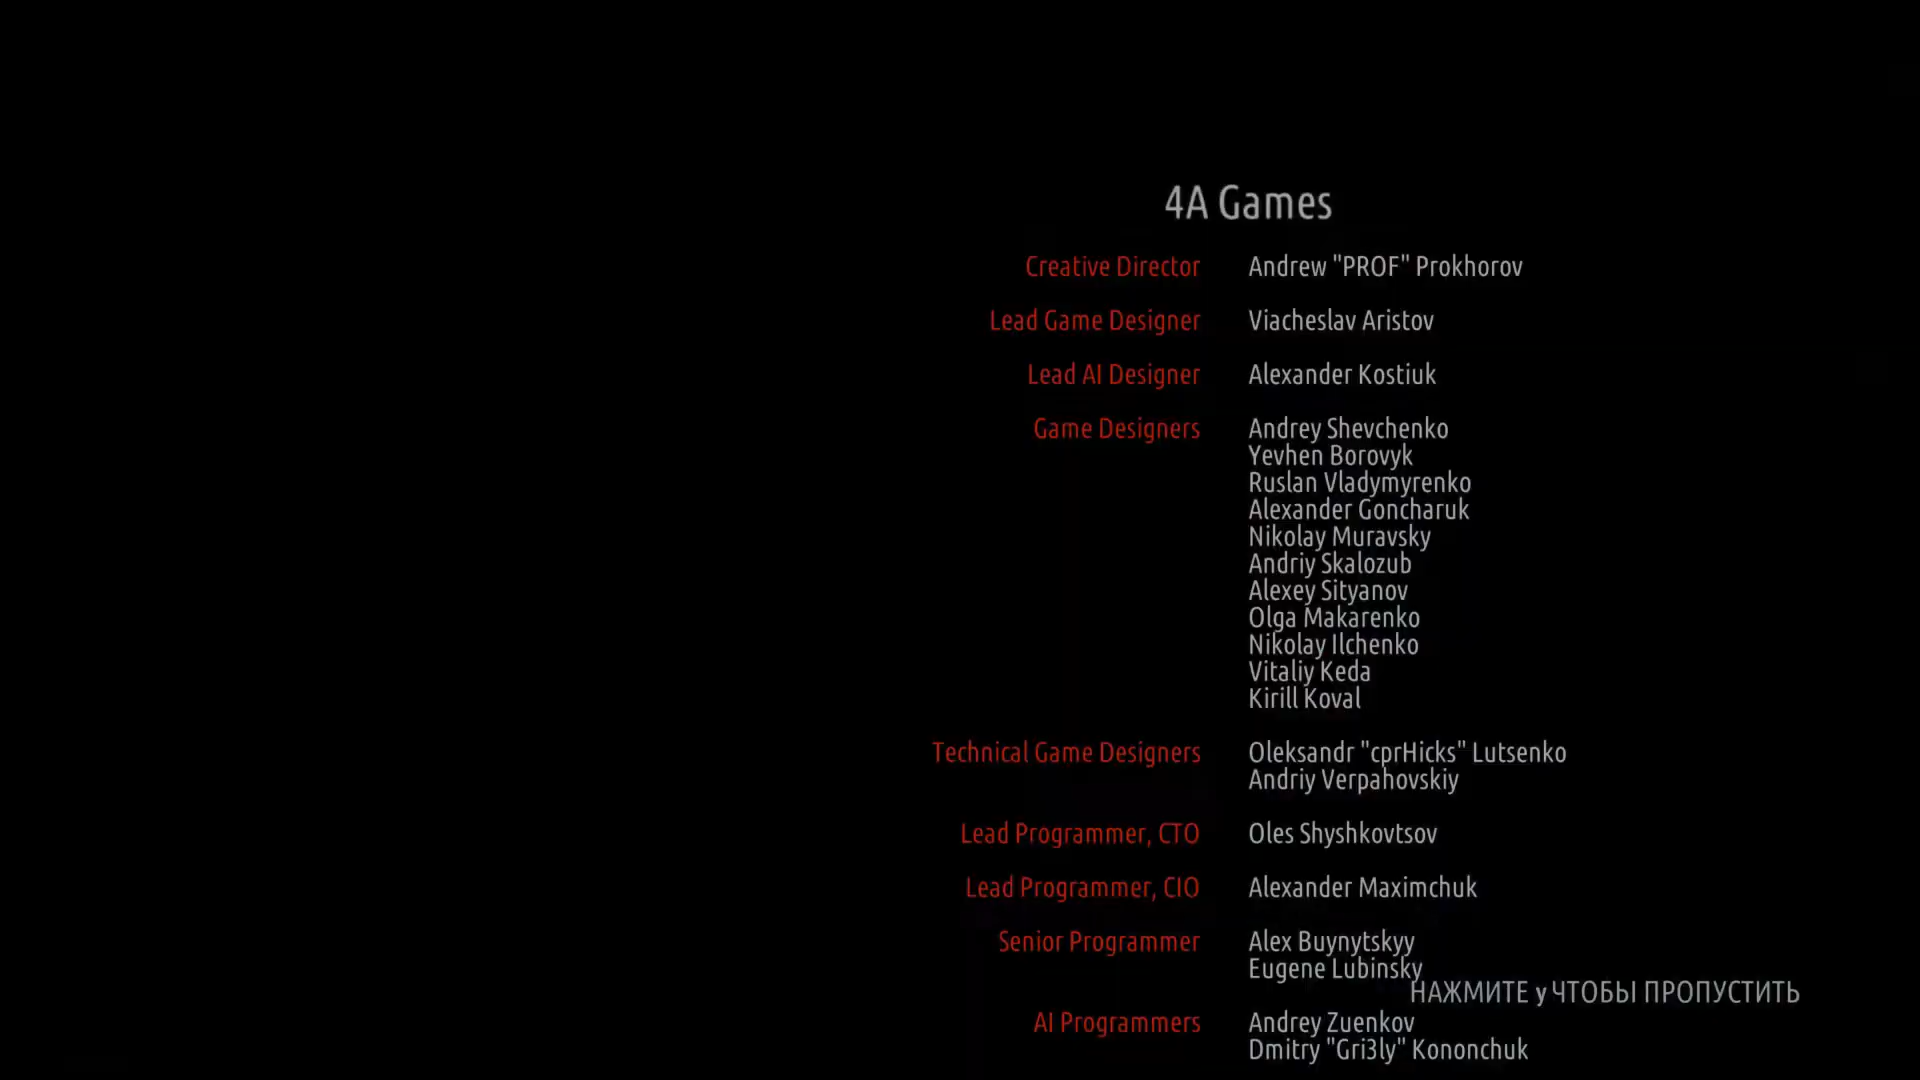 4A Games
Creative Director Andrew "PROF" Prokhorov
Lead Game Designer Viacheslav Aristov
Lead AI Designer Alexander Kostiuk
Game Designers Andrey Shevchenko
Yevhen Borovyk
Ruslan Vladymyrenko
Alexander Goncharuk
Nikolay Muravsky
Andriy Skalozub
Alexey Sityanov
Olga Makarenko
Nikolay Ilchenko
Vitaliy Keda
Kirill Koval
Technical Game Designers Oleksandr "cprHicks" Lutsenko
Andriy Verpahovskiy
Lead Programmer, CTO Oles Shyshkovtsov
Lead Programmer, CIO Alexander Maximchuk
Senior Programmer Alex Buynytskyy
Eugene Lubinsky
НАЖМИТЕ y ЧТОБЫ ПРОПУСТИТЬ
AI Programmers Andrey Zuenkov
Dmitry "Gri3ly" Kononchuk